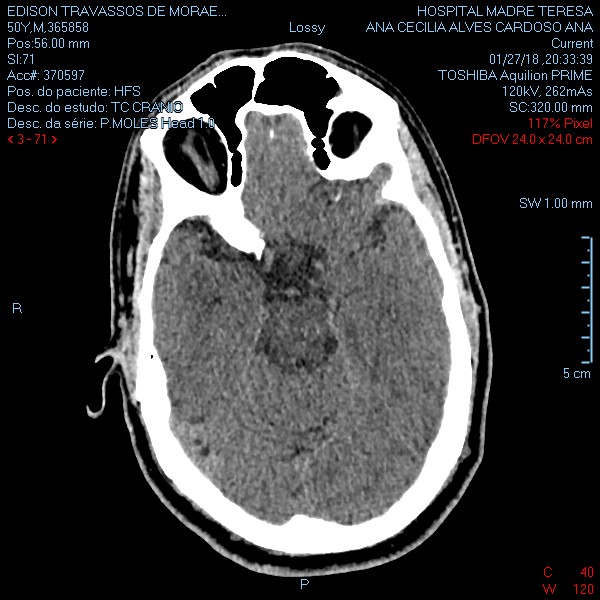 EDISON TRAVASSOS DE MORAE...
50Y,M,365858
Pos:56.00 mm
SI:71
Acc#: 370597
Pos. do paciente: HFS
Desc. do estudo: TC CRANIO
Desc. da série: P.MOLES Head 1.0
< 3 - 71 >
Lossy
HOSPITAL MADRE TERESA
ANA CECILIA ALVES CARDOSO ANA
Current
01/27/18 ,20:33:39
TOSHIBA Aquilion PRIME
120kV, 262mAs
SC:320.00 mm
117% Pixel
DFOV 24.0 x 24.0 cm
SW 1.00 mm
R
5 cm
P
C 40
W 120